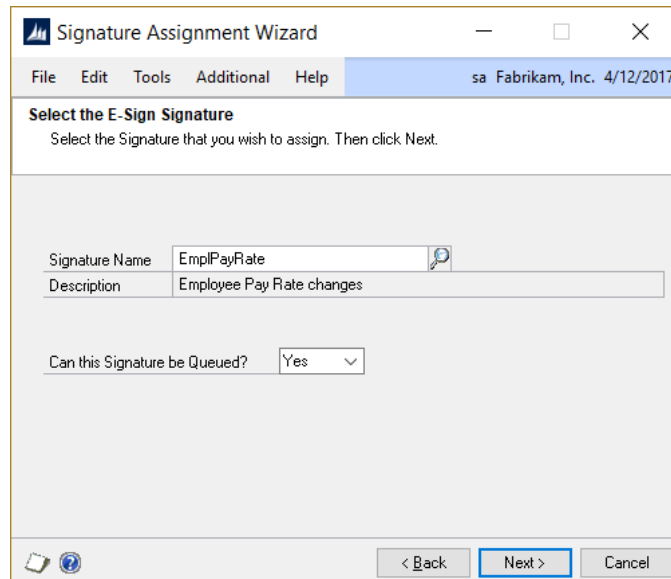 Signature Assignment Wizard
File Edit Tools Additional Help sa Fabrikam, Inc. 4/12/2017
Select the E-Sign Signature
Select the Signature that you wish to assign. Then click Next.
Signature Name EmplPayRate
Description Employee Pay Rate changes
Can this Signature be Queued? Yes
< Back Next > Cancel